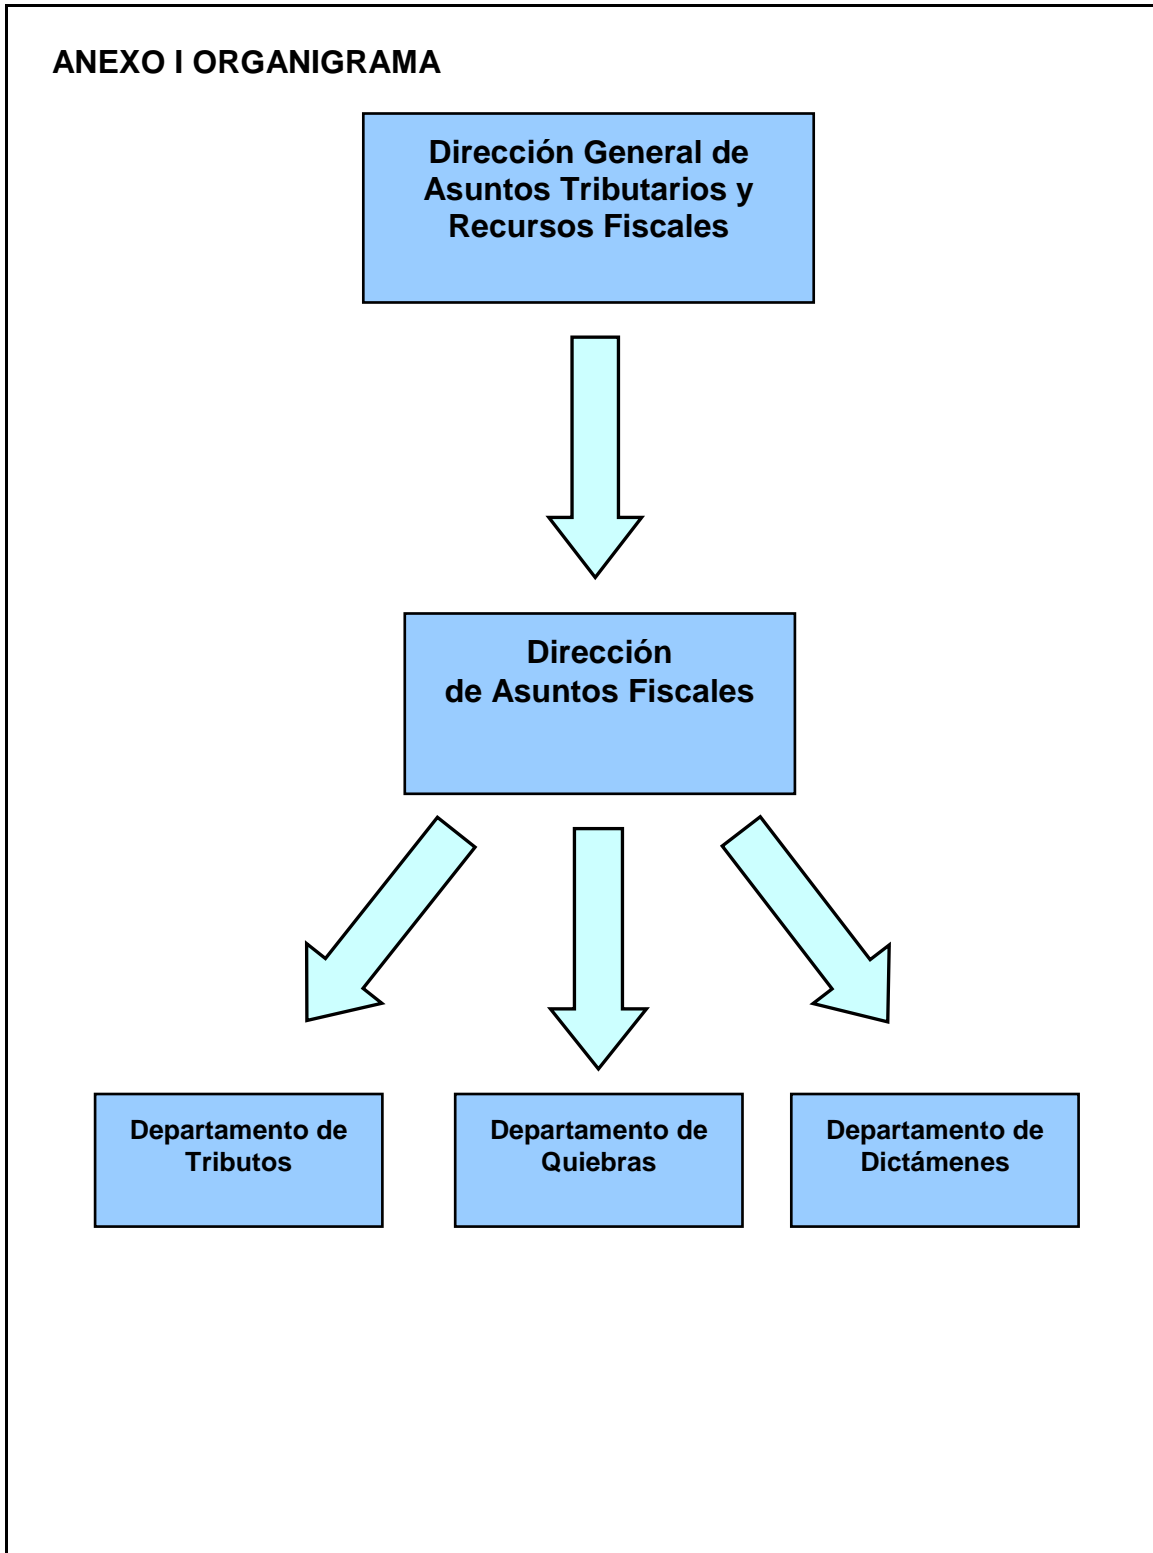 ANEXO I ORGANIGRAMA
Dirección General de
Asuntos Tributarios y
Recursos Fiscales
Dirección
de Asuntos Fiscales
Departamento de
Tributos
Departamento de
Quiebras
Departamento de
Dictámenes